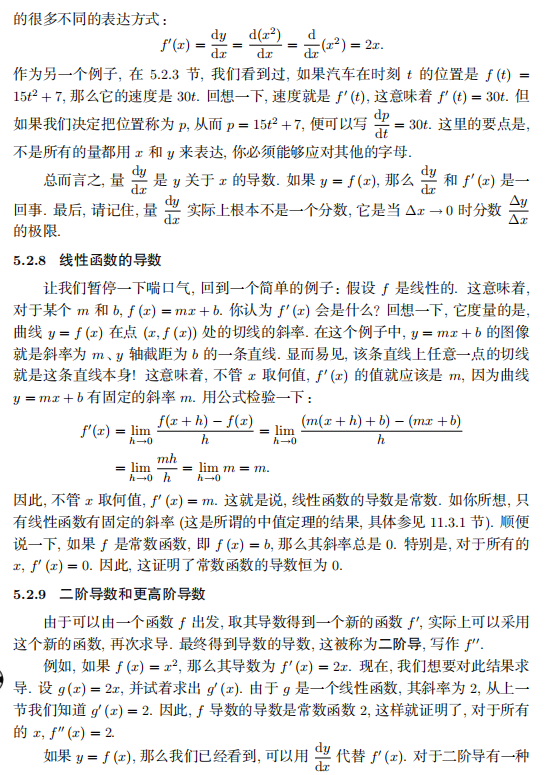 的很多不同的表达方式:
f′(x) = dy/dx = d(x²)/dx = d/dx (x²) = 2x.
作为另一个例子, 在 5.2.3 节, 我们看到过, 如果汽车在时刻 t 的位置是 f (t) =
15t² + 7, 那么它的速度是 30t. 回想一下, 速度就是 f′ (t), 这意味着 f′ (t) = 30t. 但
如果我们决定把位置称为 p, 从而 p = 15t² + 7, 便可以写 dp/dt = 30t. 这里的要点是,
不是所有的量都用 x 和 y 来表达, 你必须能够应对其他的字母.
总而言之, 量 dy/dx 是 y 关于 x 的导数. 如果 y = f (x), 那么 dy/dx 和 f′ (x) 是一
回事. 最后, 请记住, 量 dy/dx 实际上根本不是一个分数, 它是当 Δx → 0 时分数 Δy/Δx
的极限.
5.2.8 线性函数的导数
让我们暂停一下喘口气, 回到一个简单的例子: 假设 f 是线性的. 这意味着,
对于某个 m 和 b, f (x) = mx + b. 你认为 f′ (x) 会是什么? 回想一下, 它度量的是,
曲线 y = f (x) 在点 (x, f (x)) 处的切线的斜率. 在这个例子中, y = mx + b 的图像
就是斜率为 m、y 轴截距为 b 的一条直线. 显而易见, 该条直线上任意一点的切线
就是这条直线本身! 这意味着, 不管 x 取何值, f′ (x) 的值就应该是 m, 因为曲线
y = mx + b 有固定的斜率 m. 用公式检验一下:
f′(x) = lim h→0 (f(x + h) − f(x))/h = lim h→0 ((m(x + h) + b) − (mx + b))/h
= lim h→0 mh/h = lim h→0 m = m.
因此, 不管 x 取何值, f′ (x) = m. 这就是说, 线性函数的导数是常数. 如你所想, 只
有线性函数有固定的斜率 (这是所谓的中值定理的结果, 具体参见 11.3.1 节). 顺便
说一下, 如果 f 是常数函数, 即 f (x) = b, 那么其斜率总是 0. 特别是, 对于所有的
x, f′ (x) = 0. 因此, 这证明了常数函数的导数恒为 0.
5.2.9 二阶导数和更高阶导数
由于可以由一个函数 f 出发, 取其导数得到一个新的函数 f′, 实际上可以采用
这个新的函数, 再次求导. 最终得到导数的导数, 这被称为二阶导, 写作 f″.
例如, 如果 f (x) = x², 那么其导数为 f′ (x) = 2x. 现在, 我们想要对此结果求
导. 设 g (x) = 2x, 并试着求出 g′ (x). 由于 g 是一个线性函数, 其斜率为 2, 从上一
节我们知道 g′ (x) = 2. 因此, f 导数的导数是常数函数 2, 这样就证明了, 对于所有
的 x, f″ (x) = 2.
如果 y = f (x), 那么我们已经看到, 可以用 dy/dx 代替 f′ (x). 对于二阶导有一种